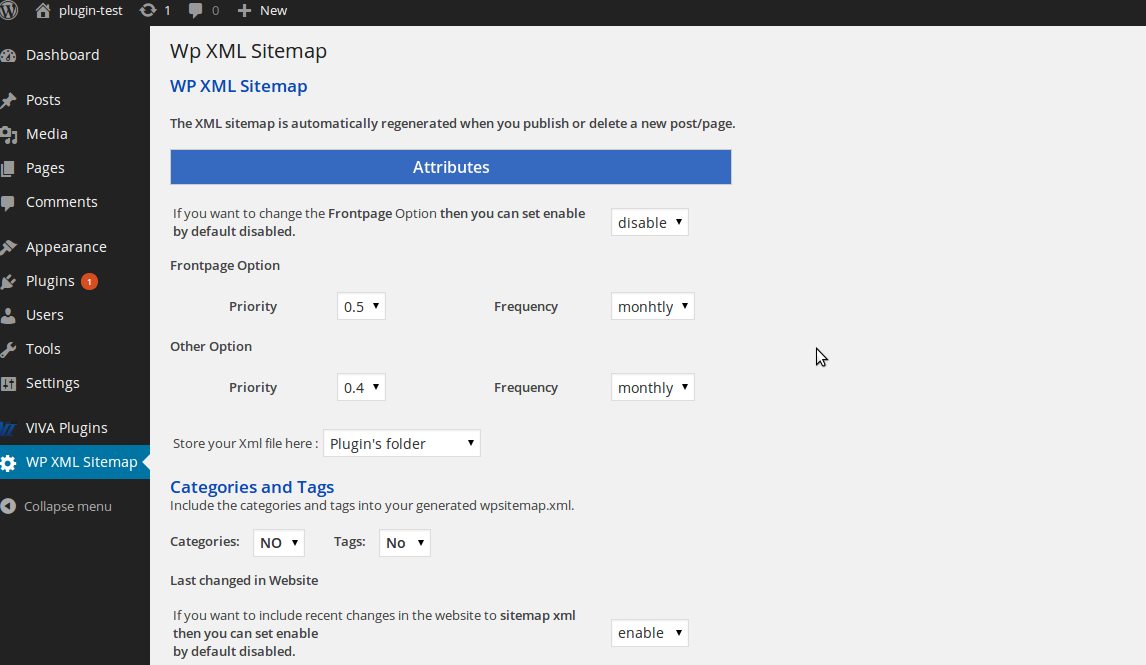 plugin-test 1 0 New
Dashboard
Posts
Media
Pages
Comments
Appearance
Plugins 1
Users
Tools
Settings
VIVA Plugins
WP XML Sitemap
Collapse menu
Wp XML Sitemap
WP XML Sitemap
The XML sitemap is automatically regenerated when you publish or delete a new post/page.
Attributes
If you want to change the Frontpage Option then you can set enable
by default disabled.
disable
Frontpage Option
Priority 0.5 Frequency monhtly
Other Option
Priority 0.4 Frequency monthly
Store your Xml file here : Plugin's folder
Categories and Tags
Include the categories and tags into your generated wpsitemap.xml.
Categories: NO Tags: No
Last changed in Website
If you want to include recent changes in the website to sitemap xml
then you can set enable
by default disabled.
enable